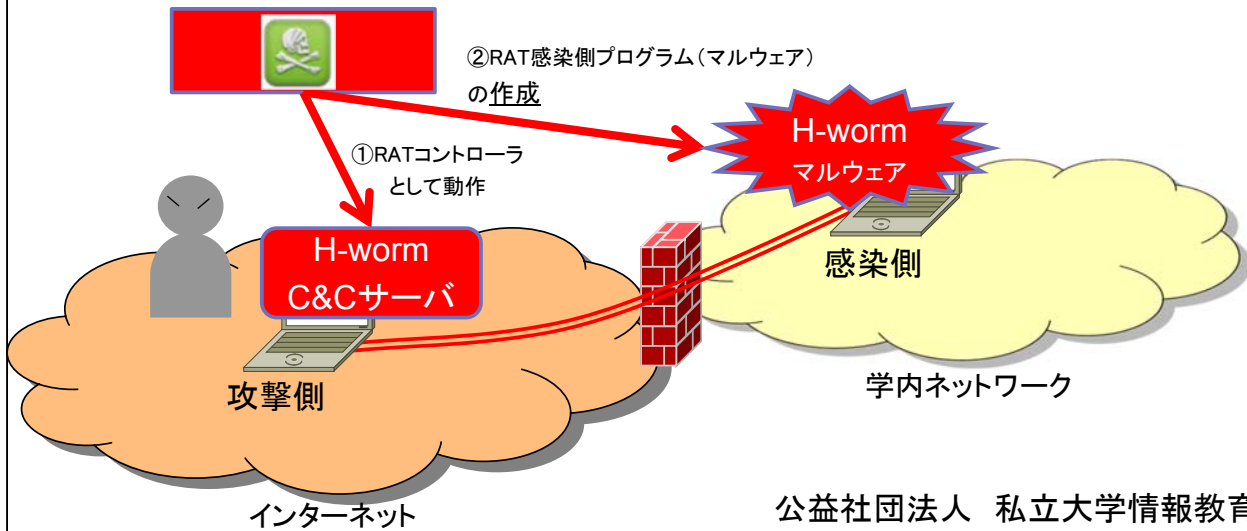 ②RAT感染側プログラム（マルウェア）
の作成
①RATコントローラ
として動作
H-worm
マルウェア
H-worm
C&Cサーバ
感染側
攻撃側
学内ネットワーク
インターネット
公益社団法人 私立大学情報教育